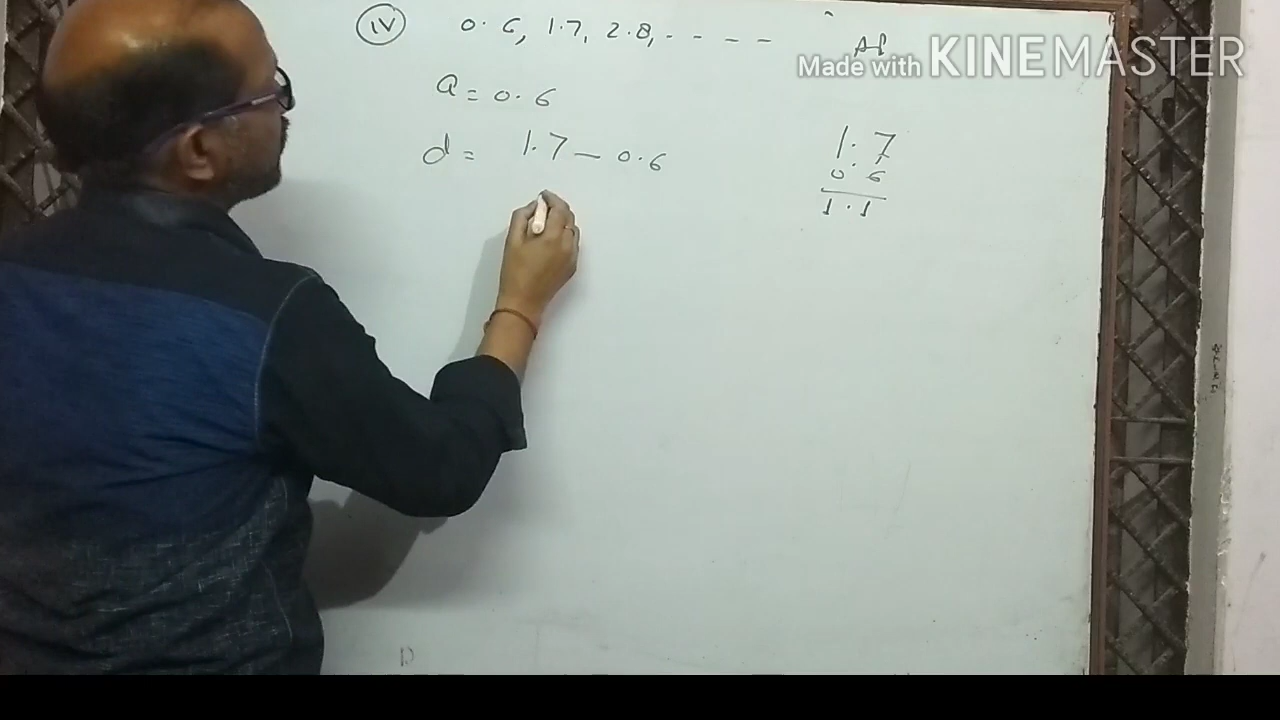 (iv) 0.6, 1.7, 2.8, - - - - AP
Made with KINEMASTER
a = 0.6
d = 1.7 - 0.6
1.7
0.6
1.1